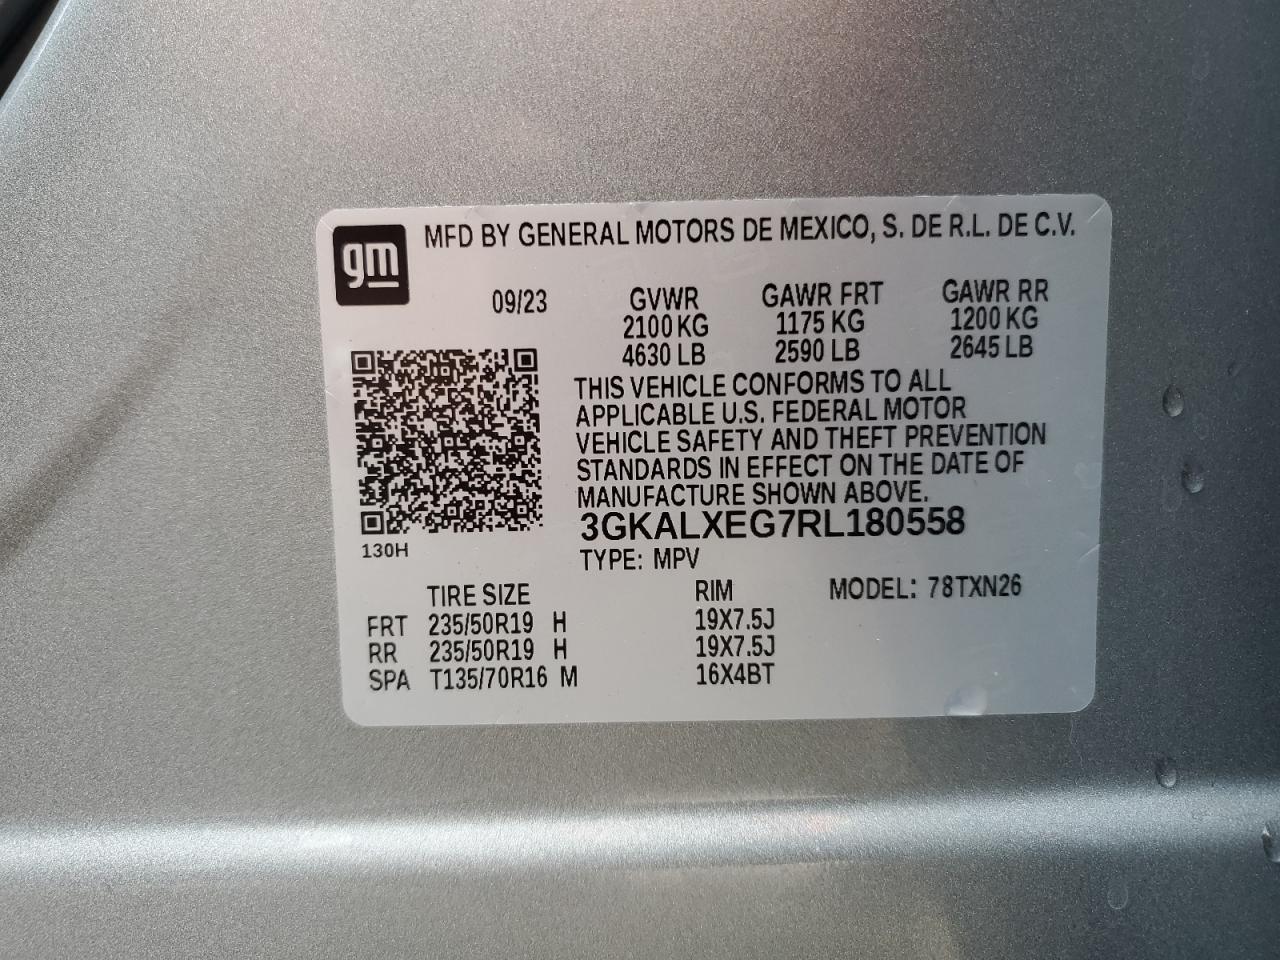 gm MFD BY GENERAL MOTORS DE MEXICO, S. DE R.L. DE C.V.
09/23 GVWR GAWR FRT GAWR RR
2100 KG 1175 KG 1200 KG
4630 LB 2590 LB 2645 LB
THIS VEHICLE CONFORMS TO ALL
APPLICABLE U.S. FEDERAL MOTOR
VEHICLE SAFETY AND THEFT PREVENTION
STANDARDS IN EFFECT ON THE DATE OF
MANUFACTURE SHOWN ABOVE.
3GKALXEG7RL180558
130H TYPE: MPV
TIRE SIZE RIM MODEL: 78TXN26
FRT 235/50R19 H 19X7.5J
RR 235/50R19 H 19X7.5J
SPA T135/70R16 M 16X4BT